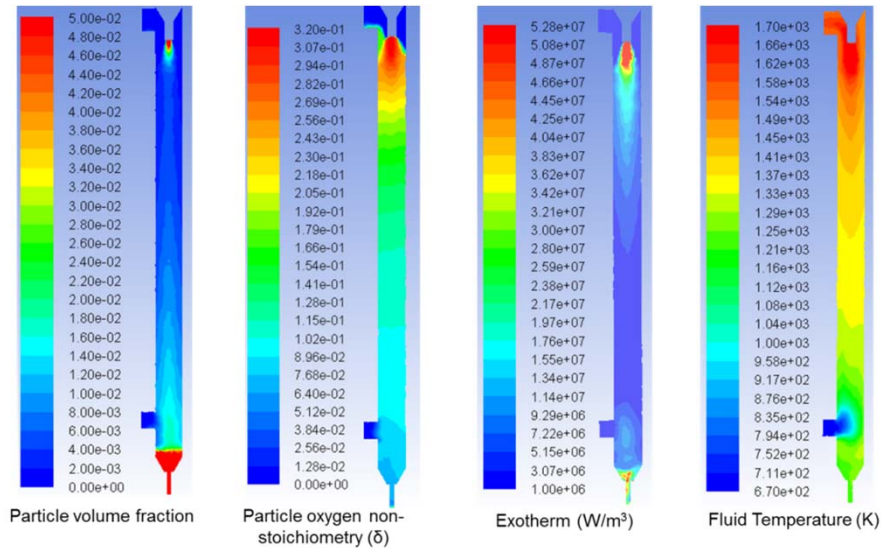 5.00e-02
4.80e-02
4.60e-02
4.40e-02
4.20e-02
4.00e-02
3.80e-02
3.60e-02
3.40e-02
3.20e-02
3.00e-02
2.80e-02
2.60e-02
2.40e-02
2.20e-02
2.00e-02
1.80e-02
1.60e-02
1.40e-02
1.20e-02
1.00e-02
8.00e-03
6.00e-03
4.00e-03
2.00e-03
0.00e+00
Particle volume fraction
3.20e-01
3.07e-01
2.94e-01
2.82e-01
2.69e-01
2.56e-01
2.43e-01
2.30e-01
2.18e-01
2.05e-01
1.92e-01
1.79e-01
1.66e-01
1.54e-01
1.41e-01
1.28e-01
1.15e-01
1.02e-01
8.96e-02
7.68e-02
6.40e-02
5.12e-02
3.84e-02
2.56e-02
1.28e-02
0.00e+00
Particle oxygen non-
stoichiometry (δ)
5.28e+07
5.08e+07
4.87e+07
4.66e+07
4.45e+07
4.25e+07
4.04e+07
3.83e+07
3.62e+07
3.42e+07
3.21e+07
3.00e+07
2.80e+07
2.59e+07
2.38e+07
2.17e+07
1.97e+07
1.76e+07
1.55e+07
1.34e+07
1.14e+07
9.29e+06
7.22e+06
5.15e+06
3.07e+06
1.00e+06
Exotherm (W/m³)
1.70e+03
1.66e+03
1.62e+03
1.58e+03
1.54e+03
1.49e+03
1.45e+03
1.41e+03
1.37e+03
1.33e+03
1.29e+03
1.25e+03
1.21e+03
1.16e+03
1.12e+03
1.08e+03
1.04e+03
1.00e+03
9.58e+02
9.17e+02
8.76e+02
8.35e+02
7.94e+02
7.52e+02
7.11e+02
6.70e+02
Fluid Temperature (K)